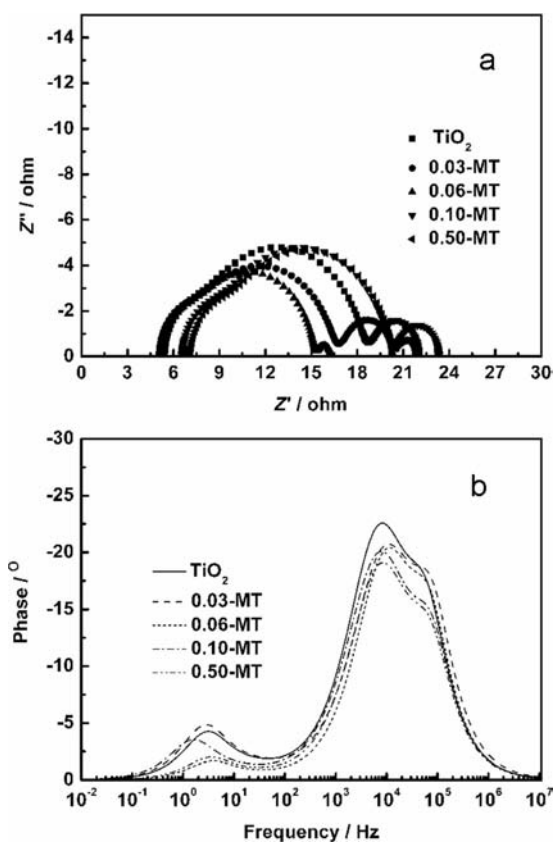 a
-14
-12
-10
-8
-6
-4
-2
0
Z" / ohm
TiO2
0.03-MT
0.06-MT
0.10-MT
0.50-MT
0 3 6 9 12 15 18 21 24 27 30
Z' / ohm
b
-30
-25
-20
-15
-10
-5
0
Phase / °
TiO2
0.03-MT
0.06-MT
0.10-MT
0.50-MT
10-2 10-1 100 101 102 103 104 105 106 107
Frequency / Hz